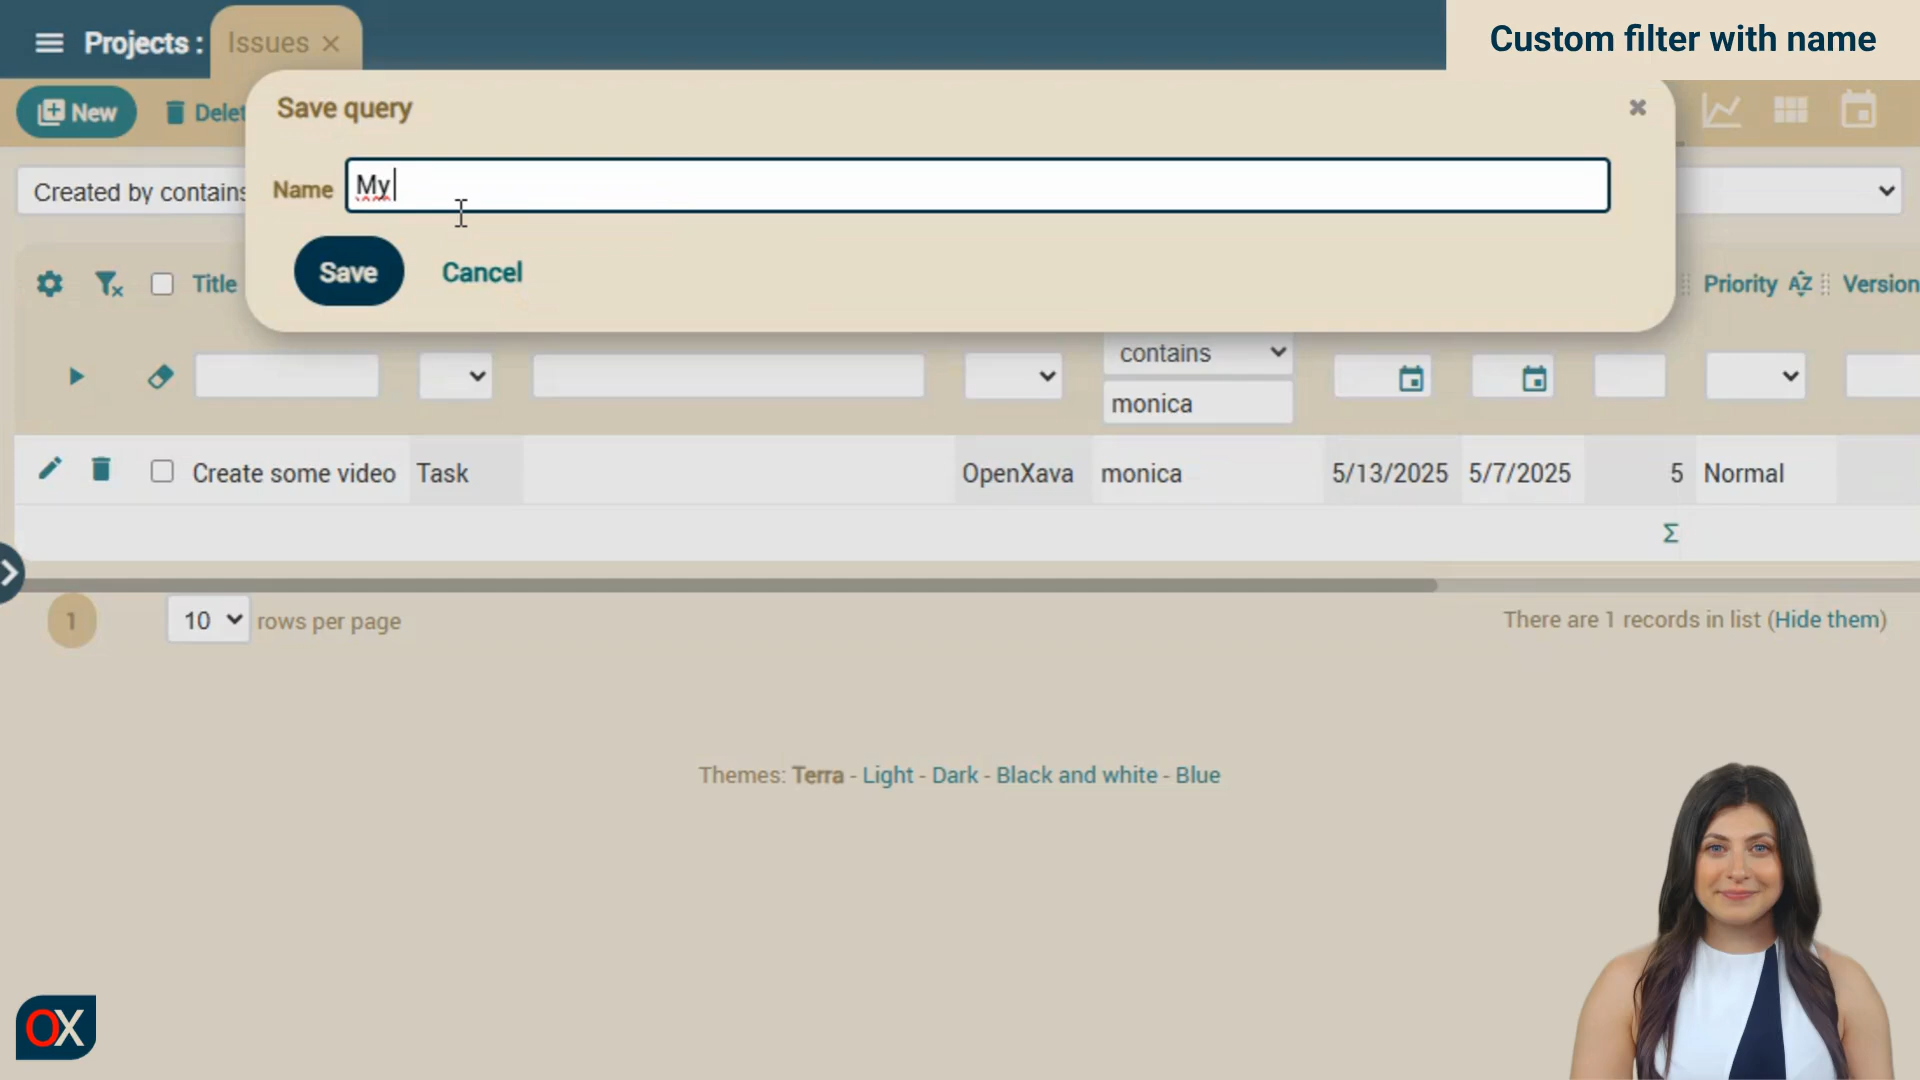 Projects :
Issues ×
Custom filter with name
New
Delet
Save query
Name
My
Save
Cancel
Created by contains
Title
Priority
AZ
Version
contains
monica
Create some video
Task
OpenXava
monica
5/13/2025
5/7/2025
5
Normal
Σ
1
10
rows per page
There are 1 records in list (Hide them)
Themes: Terra - Light - Dark - Black and white - Blue
OX